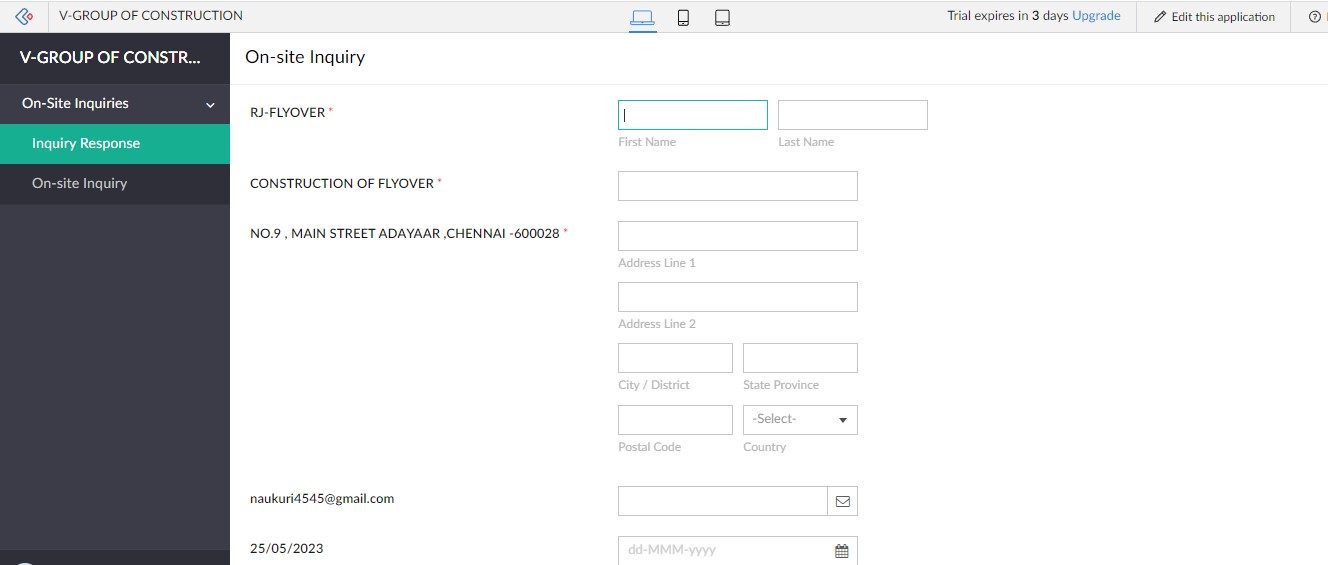 V-GROUP OF CONSTRUCTION
Trial expires in 3 days Upgrade
Edit this application
V-GROUP OF CONSTR...
On-site Inquiry
On-Site Inquiries
Inquiry Response
On-site Inquiry
RJ-FLYOVER *
First Name
Last Name
CONSTRUCTION OF FLYOVER *
NO.9 , MAIN STREET ADAYAAR ,CHENNAI -600028 *
Address Line 1
Address Line 2
City / District
State Province
-Select-
Postal Code
Country
naukuri4545@gmail.com
25/05/2023
dd-MMM-yyyy